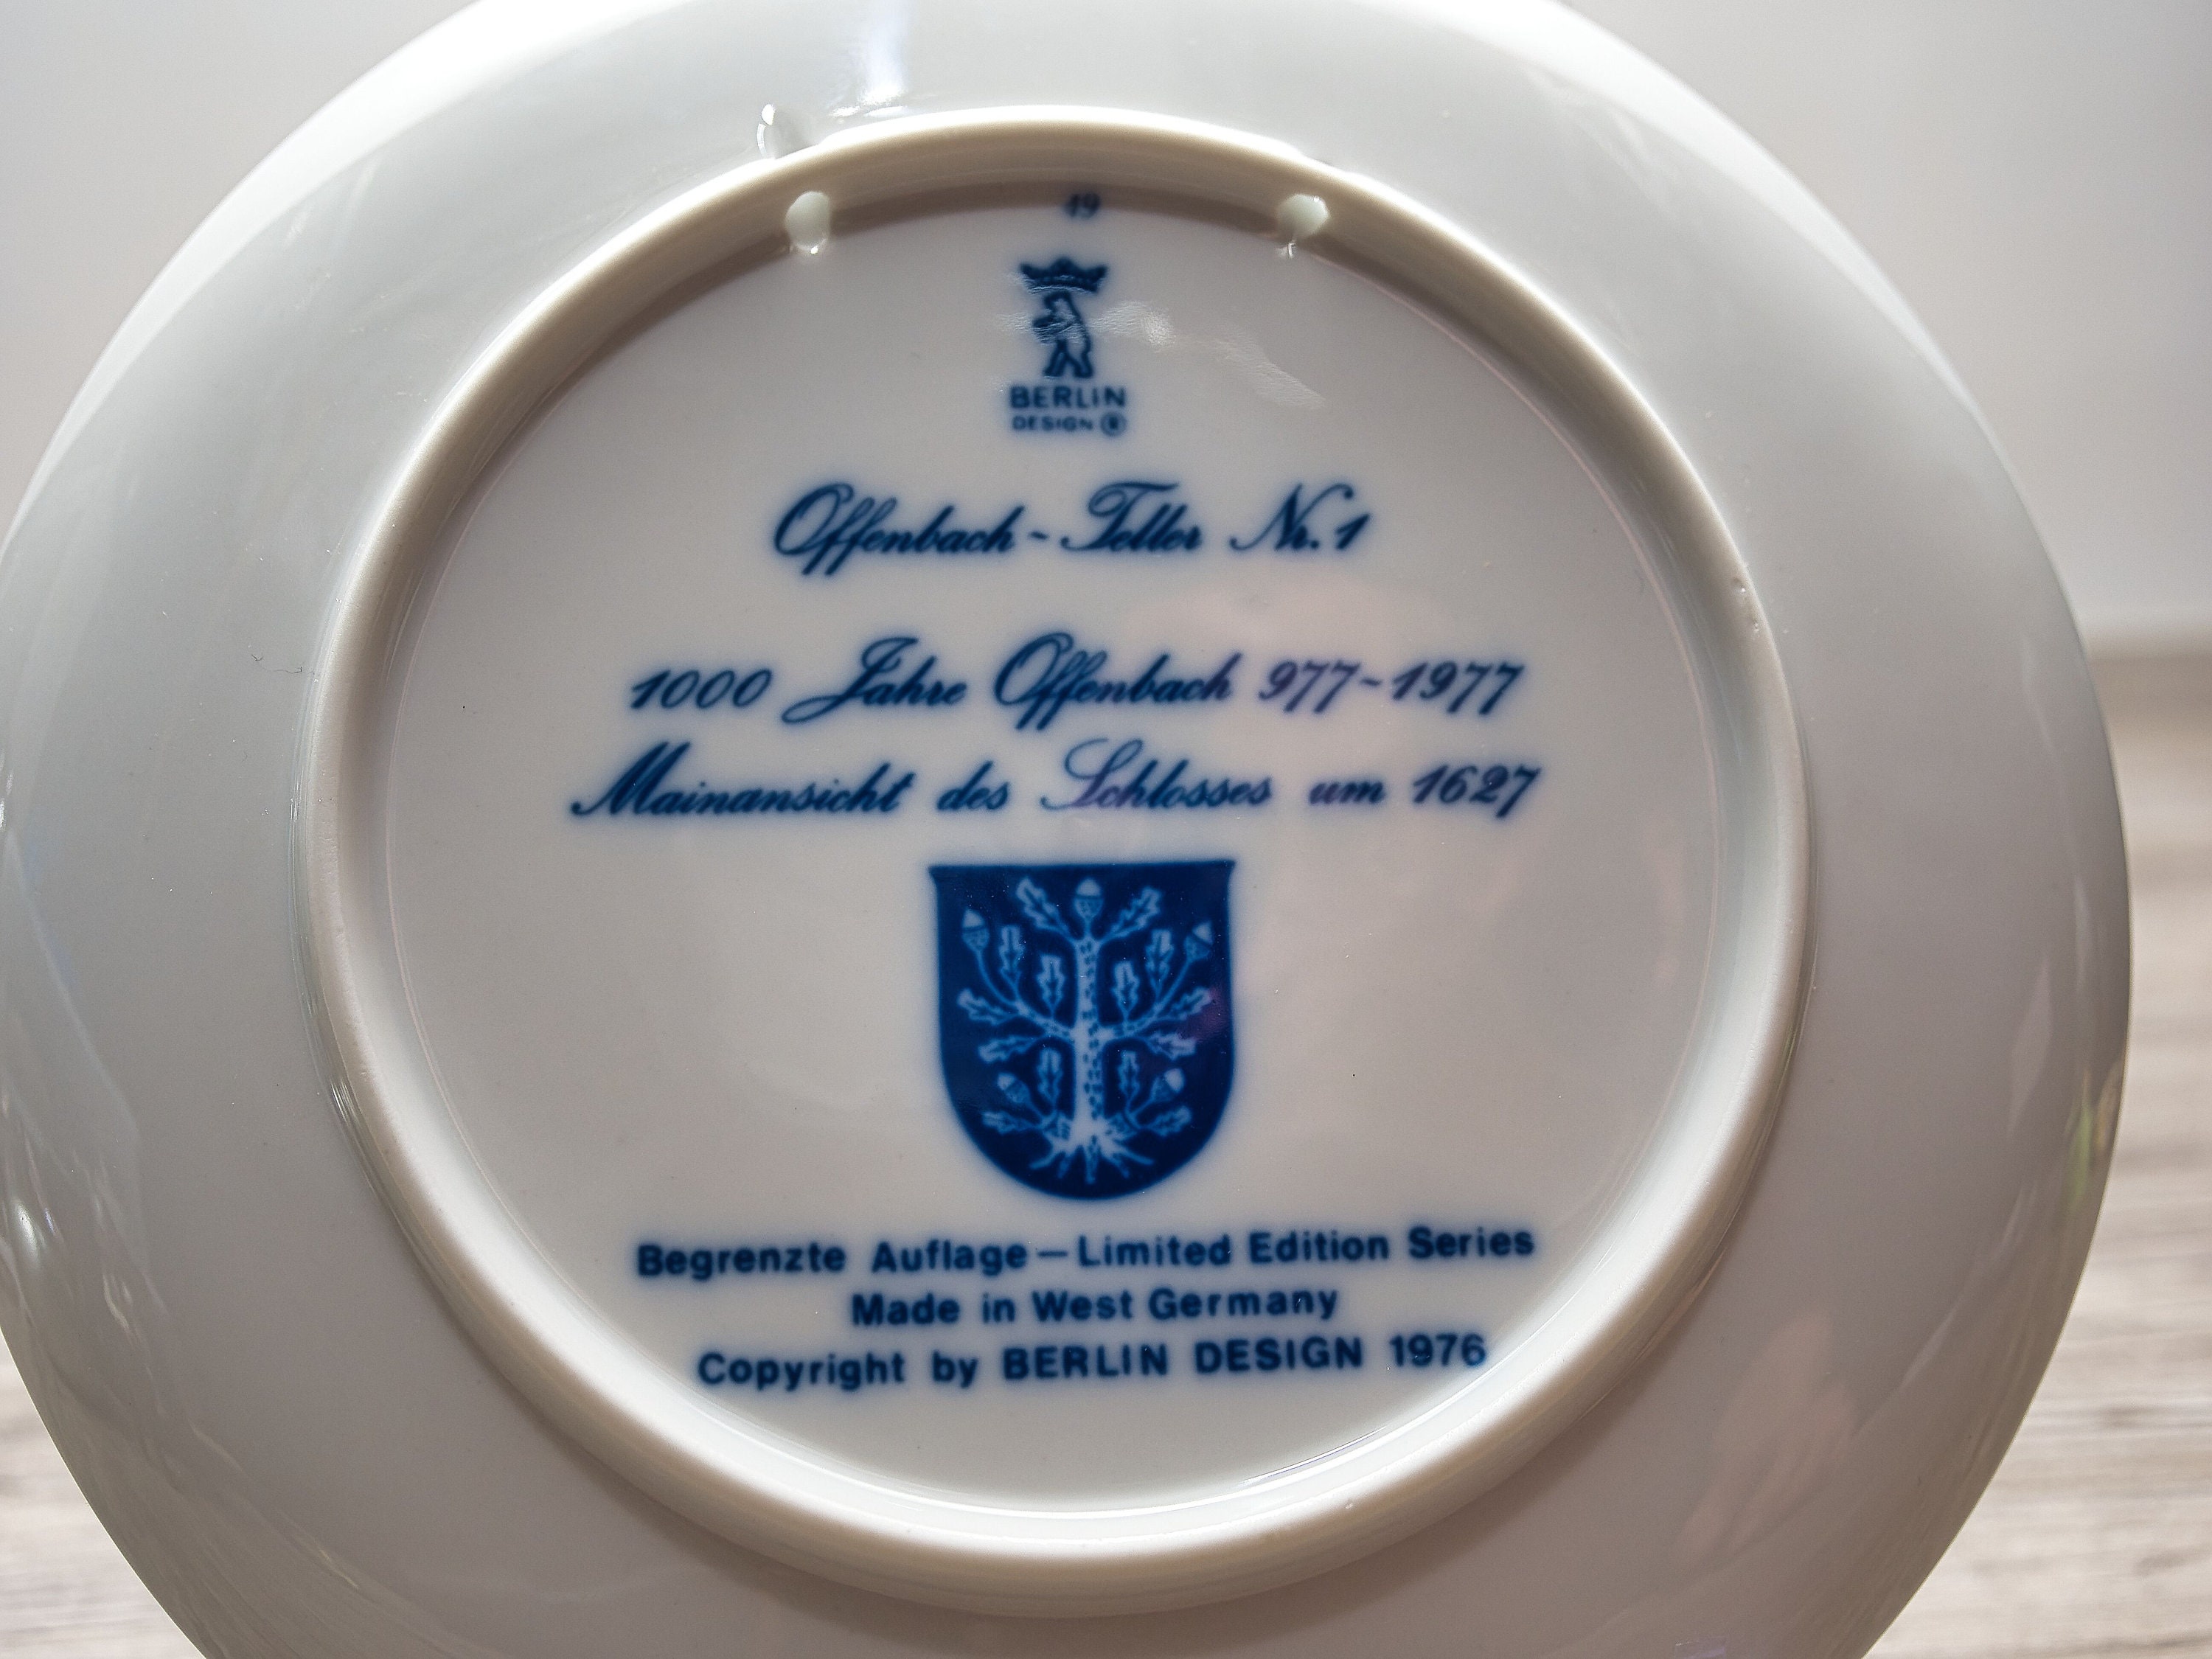 49
BERLIN
DESIGN ®
Offenbach-Teller Nr. 1
1000 Jahre Offenbach 977-1977
Mainansicht des Schlosses um 1627
Begrenzte Auflage — Limited Edition Series
Made in West Germany
Copyright by BERLIN DESIGN 1976